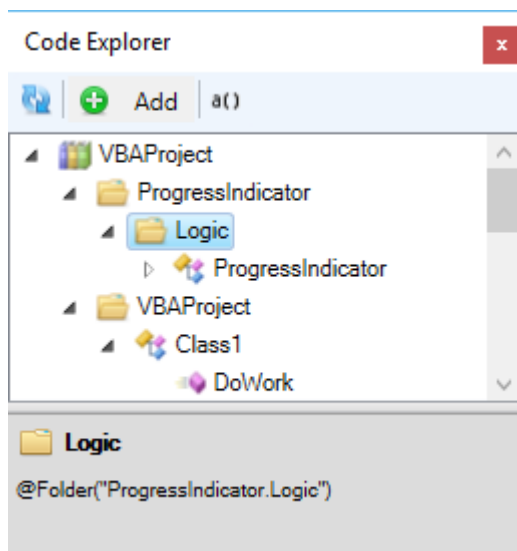 Code Explorer
x
Add a()
VBAProject
ProgressIndicator
Logic
ProgressIndicator
VBAProject
Class1
DoWork
Logic
@Folder("ProgressIndicator.Logic")